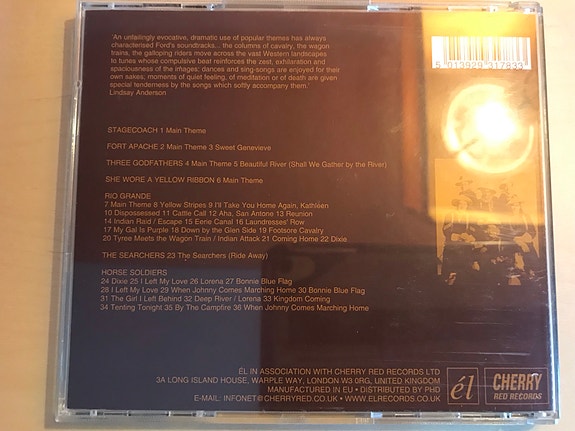 'An unfailingly evocative, dramatic use of popular themes has always
characterised Ford's soundtracks... the columns of cavalry, the wagon
trains, the galloping riders move across the vast Western landscapes
to tunes whose compulsive beat reinforces the zest, exhilaration and
spaciousness of the images: dances and sing-songs are enjoyed for their
own sakes, moments of quiet feeling, of meditation or of death are given
special tenderness by the songs which softly accompany them.'
Lindsay Anderson
STAGECOACH 1 Main Theme
FORT APACHE 2 Main Theme 3 Sweet Genevieve
THREE GODFATHERS 4 Main Theme 5 Beautiful River (Shall We Gather by the River)
SHE WORE A YELLOW RIBBON 6 Main Theme
RIO GRANDE
7 Main Theme 8 Yellow Stripes 9 I'll Take You Home Again, Kathleen
10 Dispossessed 11 Cattle Call 12 Aha, San Antone 13 Reunion
14 Indian Raid / Escape 15 Eerie Canal 16 Laundresses' Row
17 My Gal is Purple 18 Down by the Glen Side 19 Footsore Cavalry
20 Tyree Meets the Wagon Train / Indian Attack 21 Coming Home 22 Dixie
THE SEARCHERS 23 The Searchers (Ride Away)
HORSE SOLDIERS
24 Dixie 25 I Left My Love 26 Lorena 27 Bonnie Blue Flag
28 I Left My Love 29 When Johnny Comes Marching Home 30 Bonnie Blue Flag
31 The Girl I Left Behind 32 Deep River / Lorena 33 Kingdom Coming
34 Tenting Tonight 35 By The Campfire 36 When Johnny Comes Marching Home
5 013929 317833
ÉL IN ASSOCIATION WITH CHERRY RED RECORDS LTD
3A LONG ISLAND HOUSE, WARPLE WAY, LONDON W3 0RG, UNITED KINGDOM
MANUFACTURED IN EU • DISTRIBUTED BY PHD
E-MAIL: INFONET@CHERRYRED.CO.UK • WWW.ELRECORDS.CO.UK
él
CHERRY
RED RECORDS